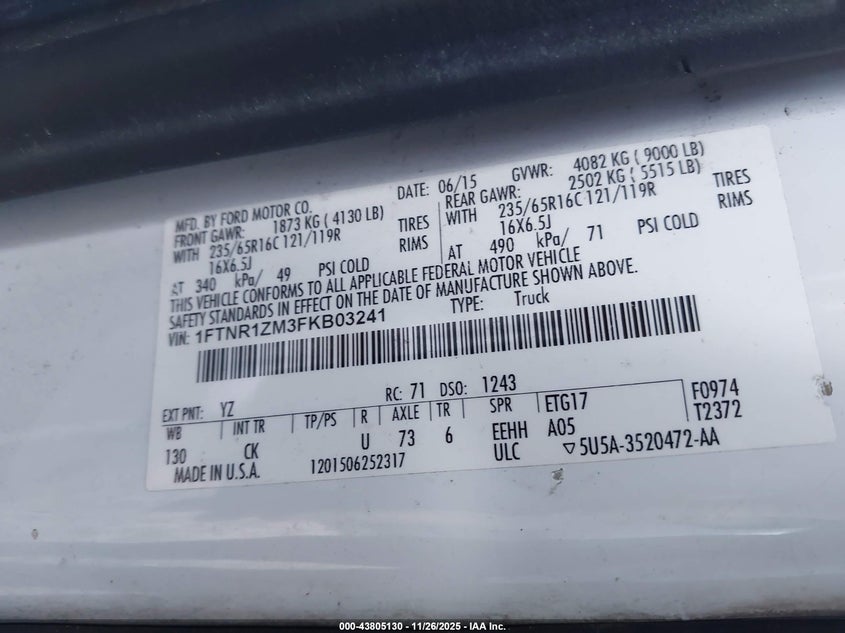 MFD. BY FORD MOTOR CO. DATE: 06/15 GVWR: 4082 KG ( 9000 LB)
FRONT GAWR: 1873 KG ( 4130 LB) REAR GAWR: 2502 KG ( 5515 LB)
WITH 235/65R16C 121/119R TIRES WITH 235/65R16C 121/119R TIRES
16X6.5J RIMS 16X6.5J RIMS
AT 340 kPa/ 49 PSI COLD AT 490 kPa/ 71 PSI COLD
THIS VEHICLE CONFORMS TO ALL APPLICABLE FEDERAL MOTOR VEHICLE
SAFETY STANDARDS IN EFFECT ON THE DATE OF MANUFACTURE SHOWN ABOVE.
VIN: 1FTNR1ZM3FKB03241 TYPE: Truck
EXT PNT: YZ RC: 71 DSO: 1243
WB INT TR TP/PS R AXLE TR SPR ETG17 F0974
130 CK U 73 6 EEHH A05 T2372
MADE IN U.S.A. 1201506252317 ULC ▽5U5A-3520472-AA
000-43805130 - 11/26/2025 - IAA Inc.